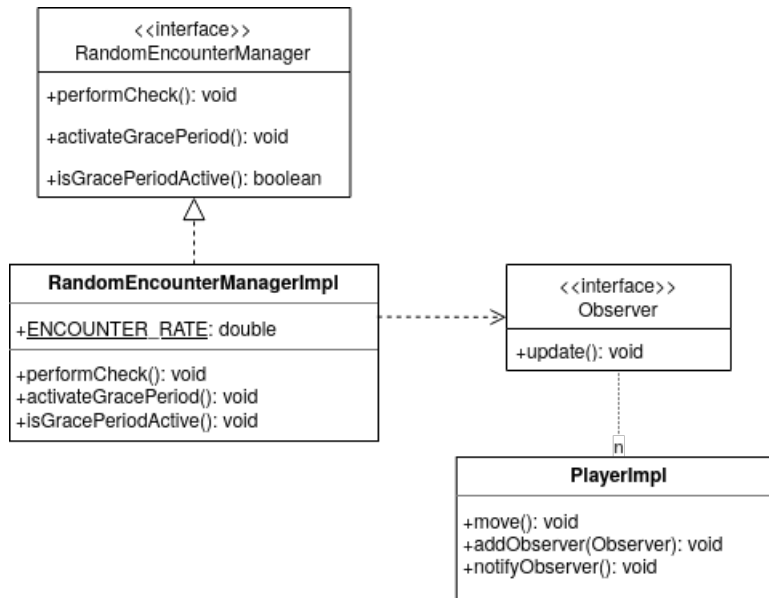 <<interface>>
RandomEncounterManager
+performCheck(): void
+activateGracePeriod(): void
+isGracePeriodActive(): boolean
RandomEncounterManagerImpl
+ENCOUNTER_RATE: double
+performCheck(): void
+activateGracePeriod(): void
+isGracePeriodActive(): void
<<interface>>
Observer
+update(): void
n
PlayerImpl
+move(): void
+addObserver(Observer): void
+notifyObserver(): void